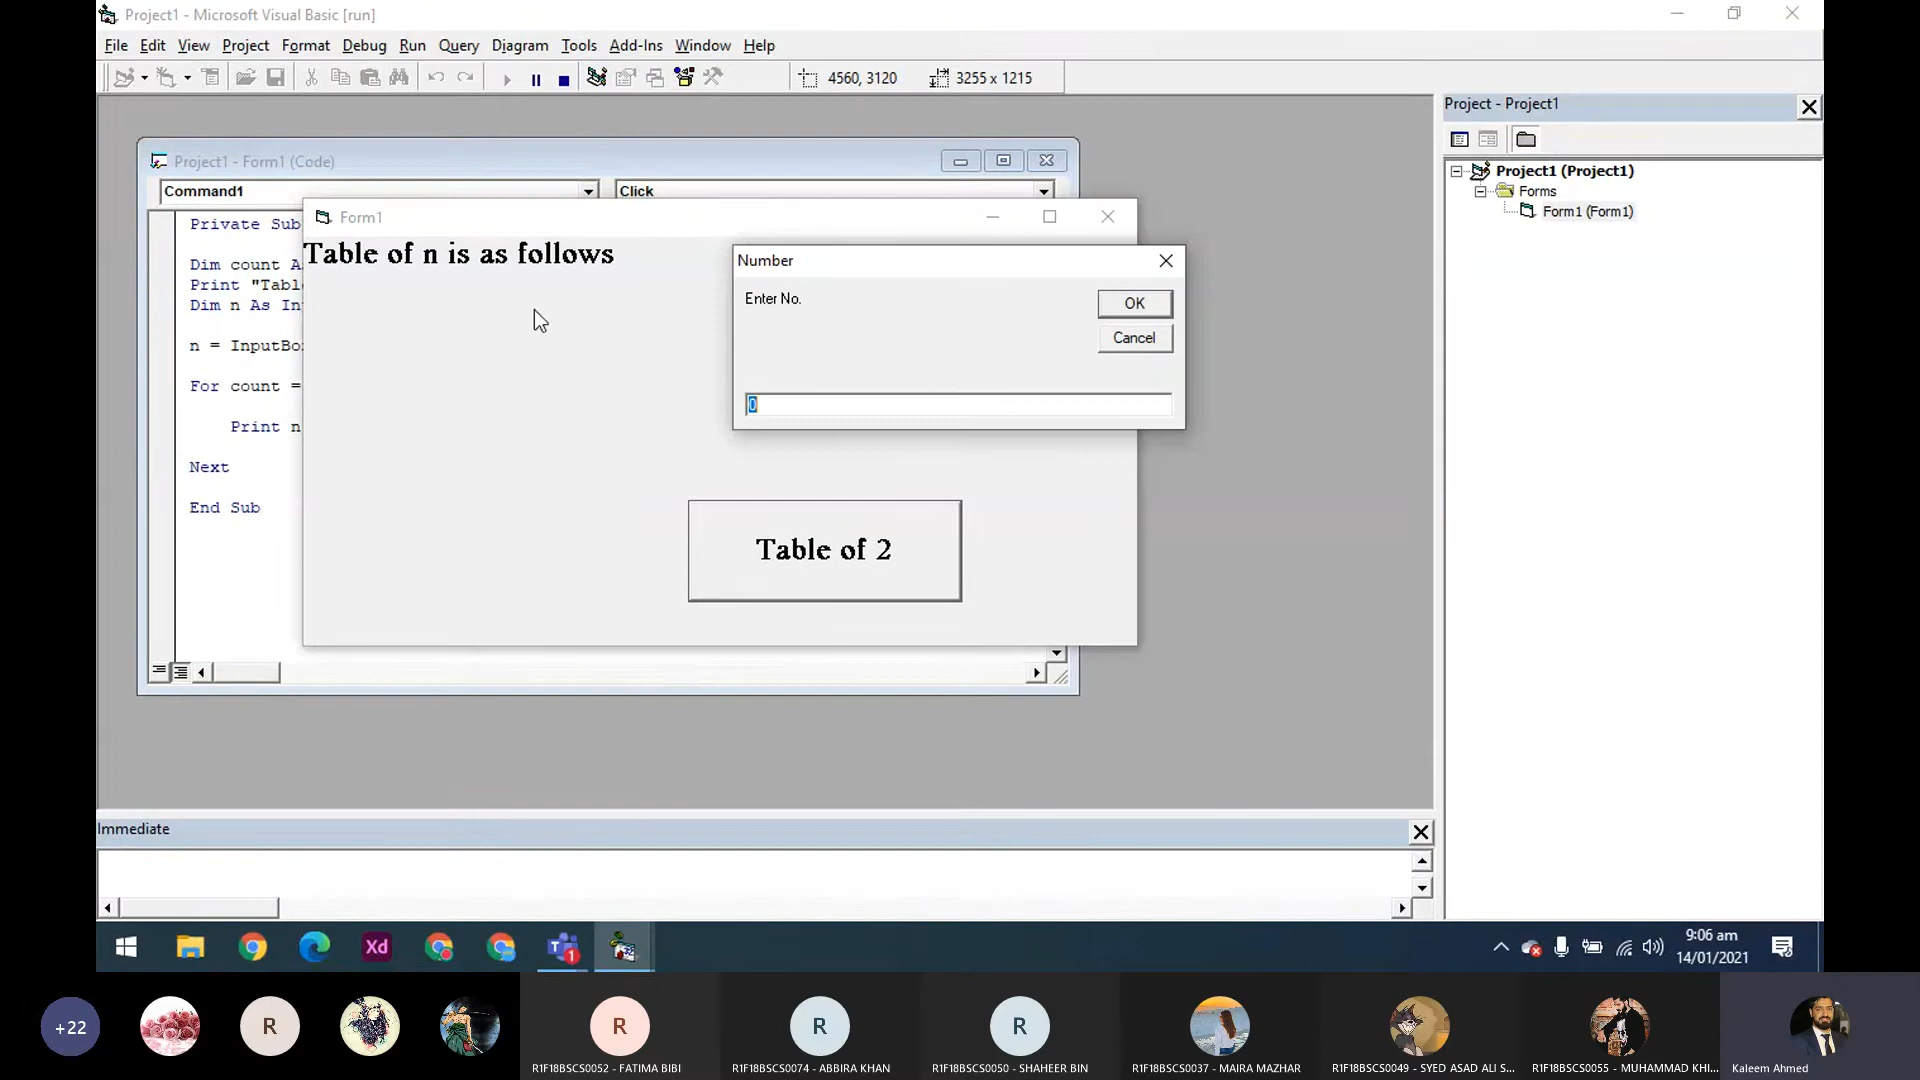 Project1 - Microsoft Visual Basic [run]
File Edit View Project Format Debug Run Query Diagram Tools Add-Ins Window Help
4560, 3120 3255 x 1215
Project - Project1
Project1 (Project1)
Forms
Form1 (Form1)
Project1 - Form1 (Code)
Command1 Click
Private Sub
Dim count A
Print "Tabl
Dim n As In
n = InputBo
For count =
Print n
Next
End Sub
Form1
Table of n is as follows
Number
Enter No.
OK
Cancel
0
Table of 2
Immediate
Xd
T
1
9:06 am
14/01/2021
+22
R
R
R
R
R1F18BSCS0052 - FATIMA BIBI
R1F18BSCS0074 - ABBIRA KHAN
R1F18BSCS0050 - SHAHEER BIN
R1F18BSCS0037 - MAIRA MAZHAR
R1F18BSCS0049 - SYED ASAD ALI S...
R1F18BSCS0055 - MUHAMMAD KHI...
Kaleem Ahmed